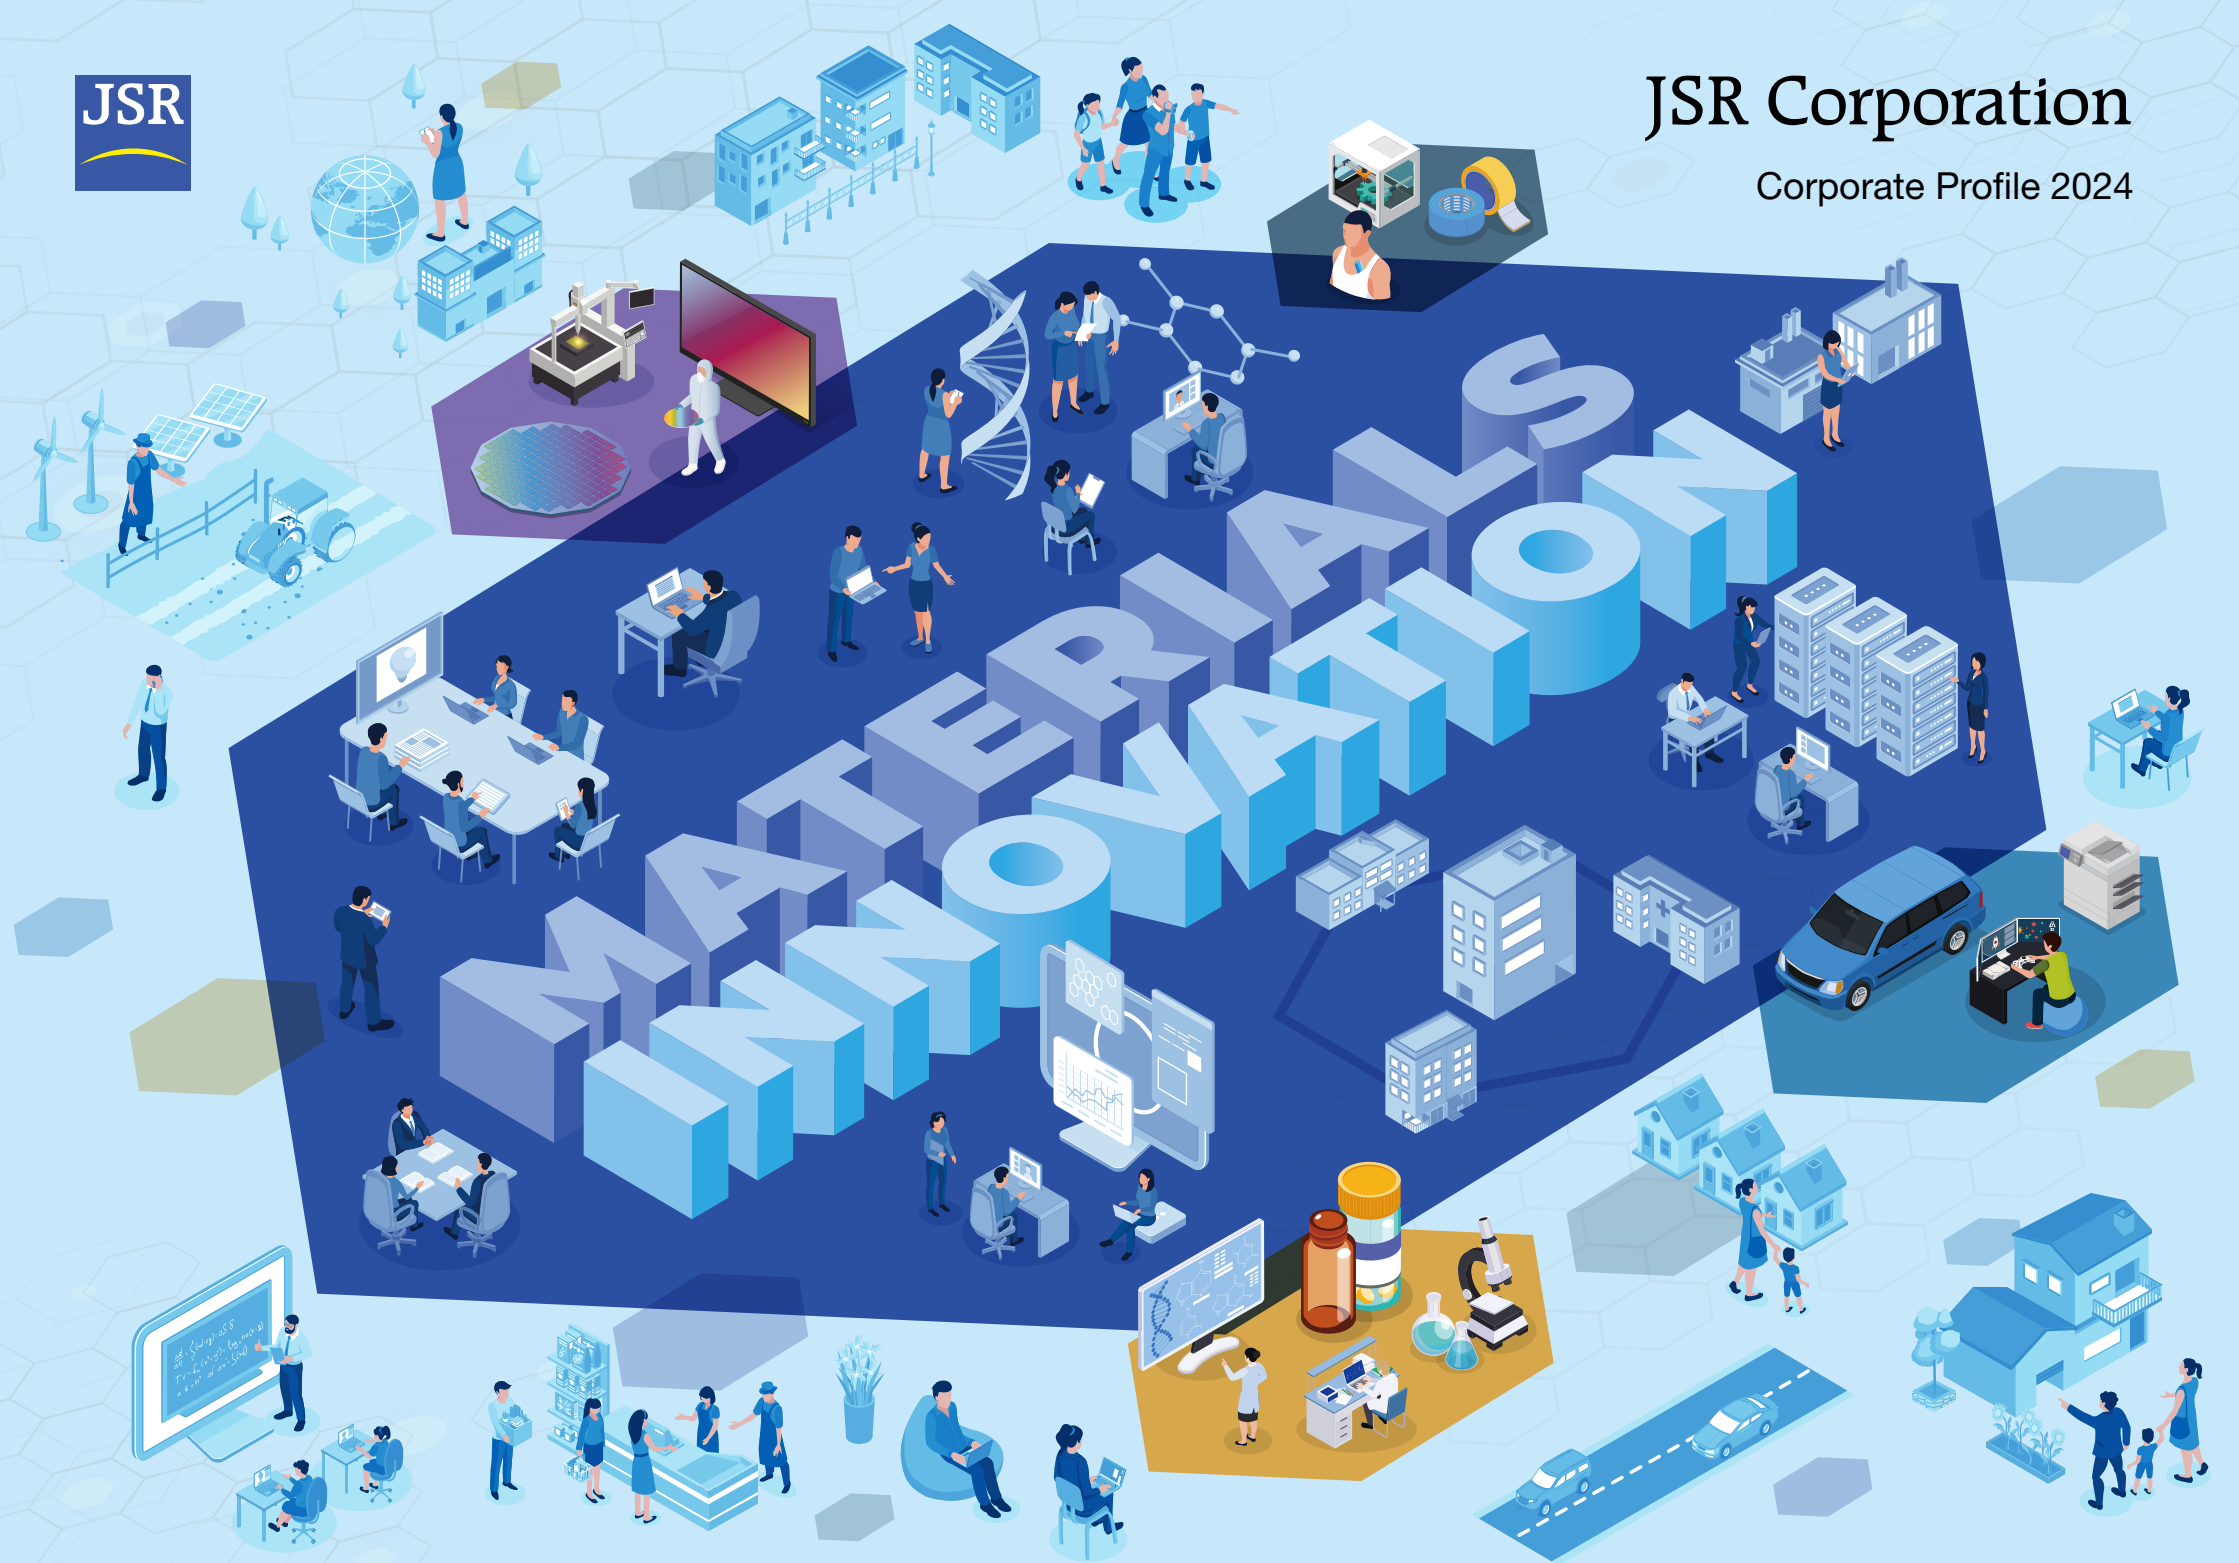 JSR
JSR Corporation
Corporate Profile 2024
MATERIALS
INNOVATION